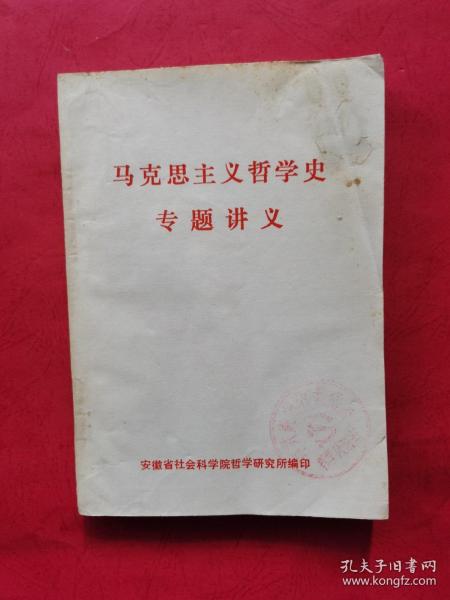 马克思主义哲学史
专题讲义
安徽省社会科学院哲学研究所编印
孔夫子旧书网
www.kongfz.com